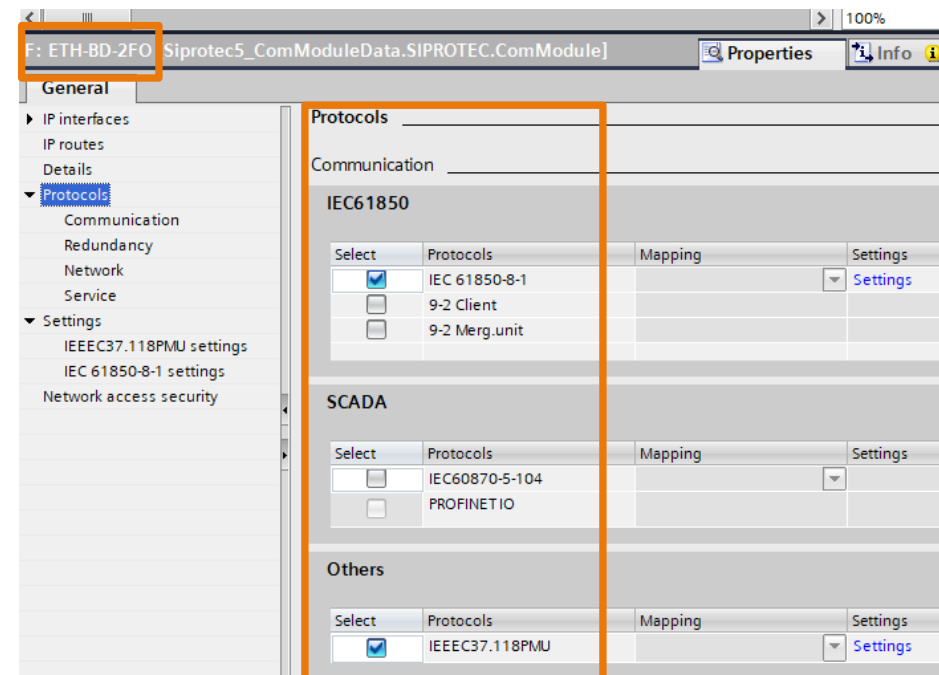 100%
F: ETH-BD-2FO [Siprotec5_ComModuleData.SIPROTEC.ComModule]
Properties
Info
General
IP interfaces
IP routes
Details
Protocols
Communication
Redundancy
Network
Service
Settings
IEEEC37.118PMU settings
IEC 61850-8-1 settings
Network access security
Protocols
Communication
IEC61850
Select Protocols Mapping Settings
IEC 61850-8-1 Settings
9-2 Client
9-2 Merg.unit
SCADA
Select Protocols Mapping Settings
IEC60870-5-104
PROFINET IO
Others
Select Protocols Mapping Settings
IEEEC37.118PMU Settings